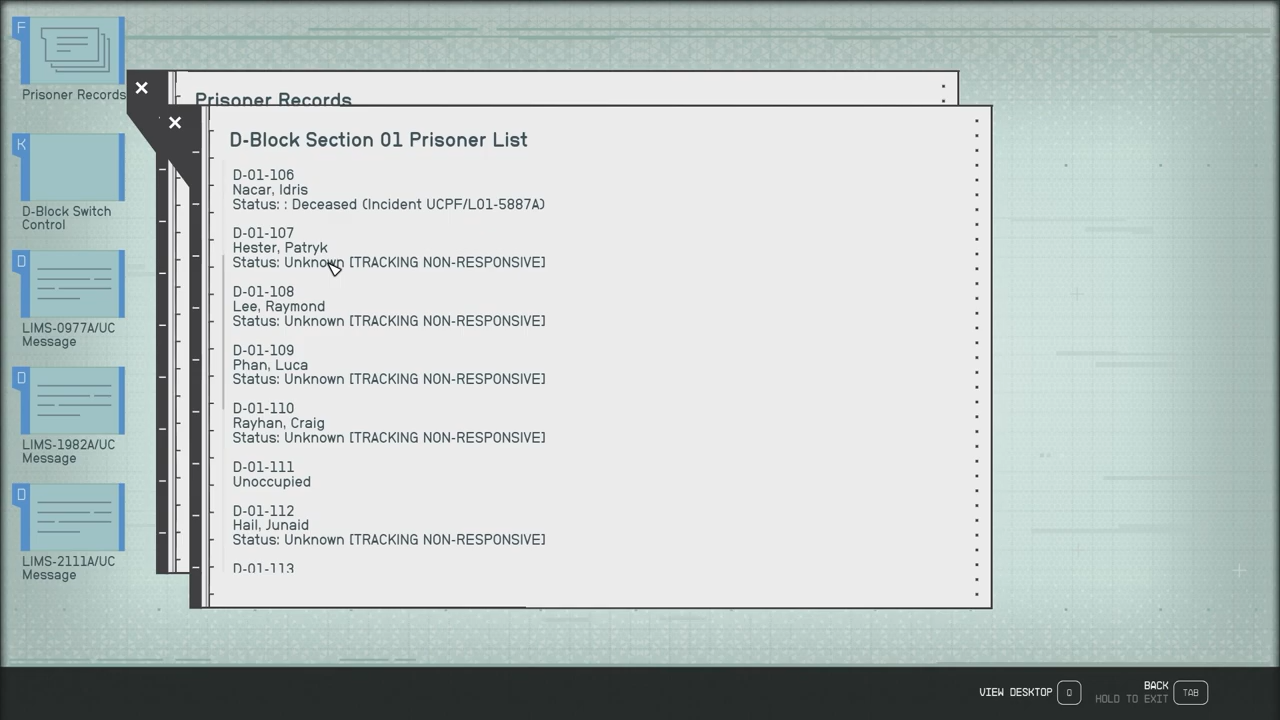 F
Prisoner Records
K
D-Block Switch
Control
D
LIMS-0977A/UC
Message
D
LIMS-1982A/UC
Message
D
LIMS-2111A/UC
Message
Prisoner Records
D-Block Section 01 Prisoner List
D-01-106
Nacar, Idris
Status: : Deceased (Incident UCPF/L01-5887A)
D-01-107
Hester, Patryk
Status: Unknown [TRACKING NON-RESPONSIVE]
D-01-108
Lee, Raymond
Status: Unknown [TRACKING NON-RESPONSIVE]
D-01-109
Phan, Luca
Status: Unknown [TRACKING NON-RESPONSIVE]
D-01-110
Rayhan, Craig
Status: Unknown [TRACKING NON-RESPONSIVE]
D-01-111
Unoccupied
D-01-112
Hail, Junaid
Status: Unknown [TRACKING NON-RESPONSIVE]
D-01-113
VIEW DESKTOP Q
BACK
HOLD TO EXIT TAB